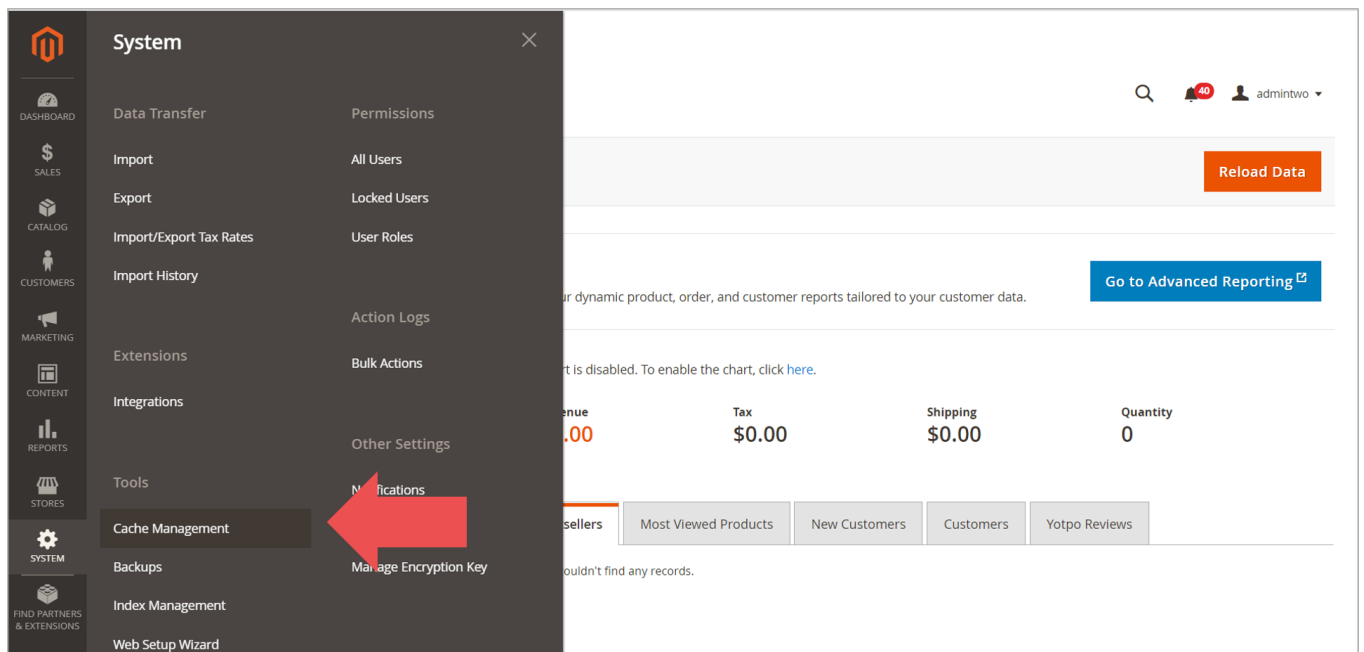 DASHBOARD
SALES
CATALOG
CUSTOMERS
MARKETING
CONTENT
REPORTS
STORES
SYSTEM
FIND PARTNERS
& EXTENSIONS
System
Data Transfer
Import
Export
Import/Export Tax Rates
Import History
Extensions
Integrations
Tools
Cache Management
Backups
Index Management
Web Setup Wizard
Permissions
All Users
Locked Users
User Roles
Action Logs
Bulk Actions
Other Settings
Notifications
Manage Encryption Key
40
admintwo
Reload Data
dynamic product, order, and customer reports tailored to your customer data.
Go to Advanced Reporting
is disabled. To enable the chart, click here.
Tax
Shipping
Quantity
.00
$0.00
$0.00
0
sellers
Most Viewed Products
New Customers
Customers
Yotpo Reviews
find any records.